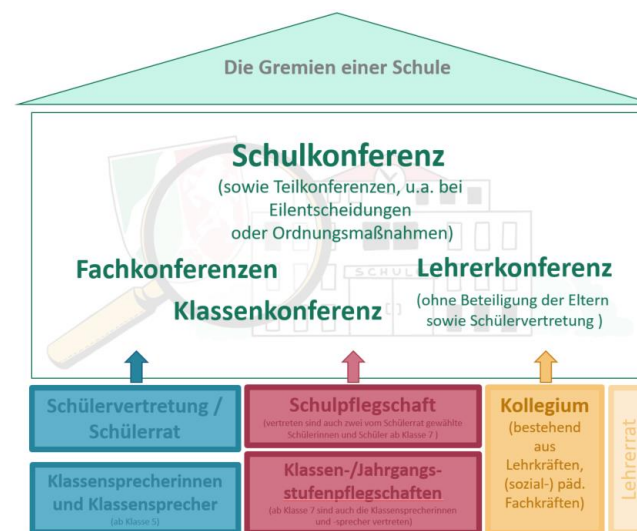 Die Gremien einer Schule
Schulkonferenz
(sowie Teilkonferenzen, u.a. bei
Eilentscheidungen
oder Ordnungsmaßnahmen)
Fachkonferenzen
Lehrerkonferenz
Klassenkonferenz
(ohne Beteiligung der Eltern
sowie Schülervertretung )
SCHULE
Schülervertretung /
Schülerrat
Schulpflegschaft
(vertreten sind auch zwei vom Schülerrat gewählte
Schülerinnen und Schüler ab Klasse 7 )
Kollegium
(bestehend
aus
Lehrkräften,
(sozial-) päd.
Fachkräften)
Lehrerrat
Klassensprecherinnen
und Klassensprecher
(ab Klasse 5)
Klassen-/Jahrgangs-
stufenpflegschaften
(ab Klasse 7 sind auch die Klassensprecherinnen
und -sprecher vertreten)